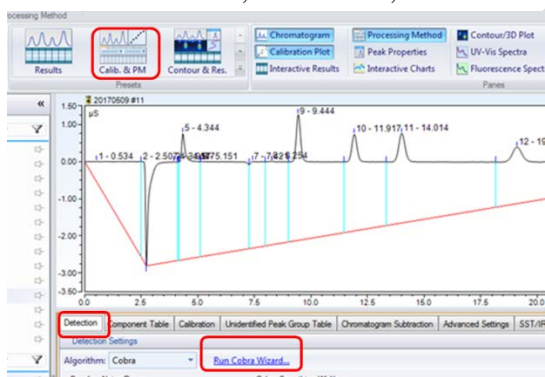 ocessing Method
Results
Calib. & PM
Contour & Res.
Presets
Chromatogram
Processing Method
Contour/3D Plot
Calibration Plot
Peak Properties
UV-Vis Spectra
Interactive Results
Interactive Charts
Fluorescence Spect
Panes
«
20170609 #11
1.50
µS
1.00
0.00
-1.00
-2.00
-3.00
-3.50
1 - 0.534
2 - 2.507
5 - 4.344
5.151
9 - 9.444
10 - 11.917
11 - 14.014
12 - 19
0.0 2.5 5.0 7.5 10.0 12.5 15.0 17.5 20.0
Detection Component Table Calibration Unidentified Peak Group Table Chromatogram Subtraction Advanced Settings SST/IR
Detection Settings
Algorithm: Cobra Run Cobra Wizard...